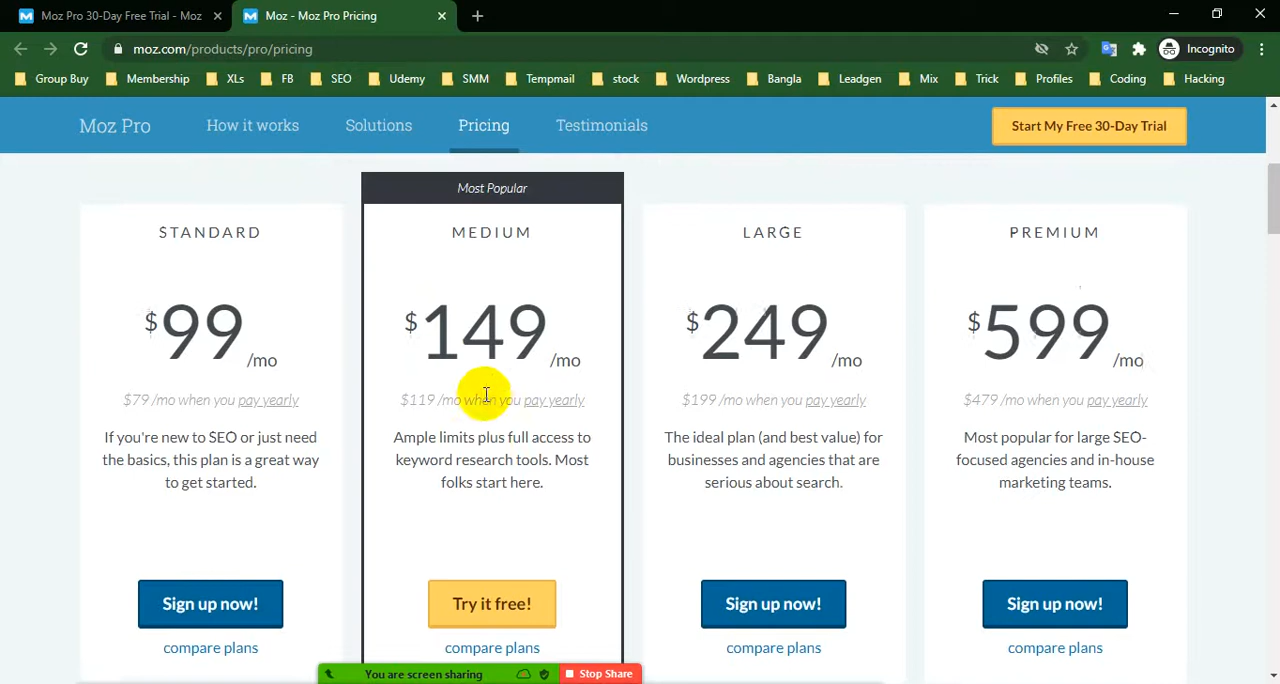 Moz Pro 30-Day Free Trial - Moz
Moz - Moz Pro Pricing
moz.com/products/pro/pricing
Incognito
Group Buy Membership XLs FB SEO Udemy SMM Tempmail stock Wordpress Bangla Leadgen Mix Trick Profiles Coding Hacking
Moz Pro How it works Solutions Pricing Testimonials Start My Free 30-Day Trial
Most Popular
STANDARD
$99/mo
$79 /mo when you pay yearly
If you're new to SEO or just need
the basics, this plan is a great way
to get started.
Sign up now!
compare plans
MEDIUM
$149/mo
$119 /mo when you pay yearly
Ample limits plus full access to
keyword research tools. Most
folks start here.
Try it free!
compare plans
LARGE
$249/mo
$199 /mo when you pay yearly
The ideal plan (and best value) for
businesses and agencies that are
serious about search.
Sign up now!
compare plans
PREMIUM
$599/mo
$479 /mo when you pay yearly
Most popular for large SEO-
focused agencies and in-house
marketing teams.
Sign up now!
compare plans
You are screen sharing Stop Share